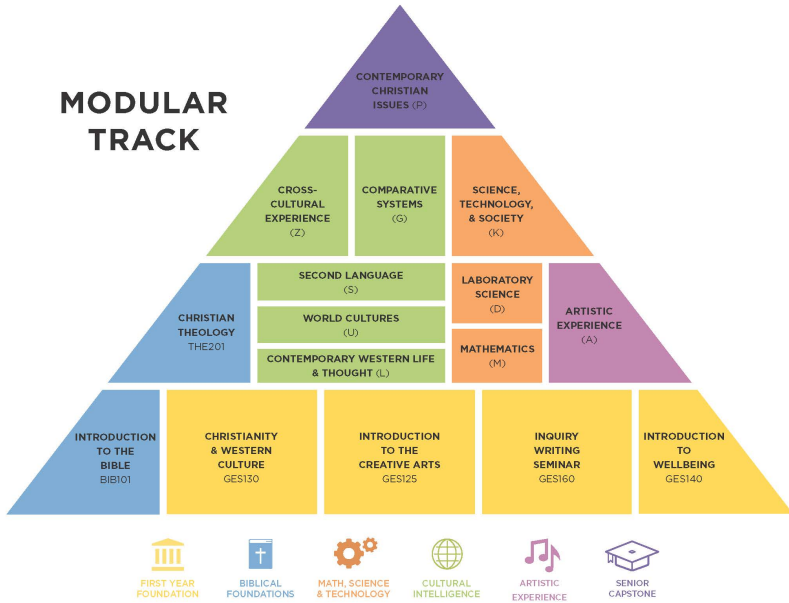 MODULAR
TRACK
CONTEMPORARY
CHRISTIAN
ISSUES (P)
CROSS-
CULTURAL
EXPERIENCE
(Z)
COMPARATIVE
SYSTEMS
(G)
SCIENCE,
TECHNOLOGY,
& SOCIETY
(K)
CHRISTIAN
THEOLOGY
THE201
SECOND LANGUAGE
(S)
WORLD CULTURES
(U)
CONTEMPORARY WESTERN LIFE
& THOUGHT (L)
LABORATORY
SCIENCE
(D)
MATHEMATICS
(M)
ARTISTIC
EXPERIENCE
(A)
INTRODUCTION
TO THE
BIBLE
BIB101
CHRISTIANITY
& WESTERN
CULTURE
GES130
INTRODUCTION
TO THE
CREATIVE ARTS
GES125
INQUIRY
WRITING
SEMINAR
GES160
INTRODUCTION
TO
WELLBEING
GES140
FIRST YEAR
FOUNDATION
BIBLICAL
FOUNDATIONS
MATH, SCIENCE
& TECHNOLOGY
CULTURAL
INTELLIGENCE
ARTISTIC
EXPERIENCE
SENIOR
CAPSTONE